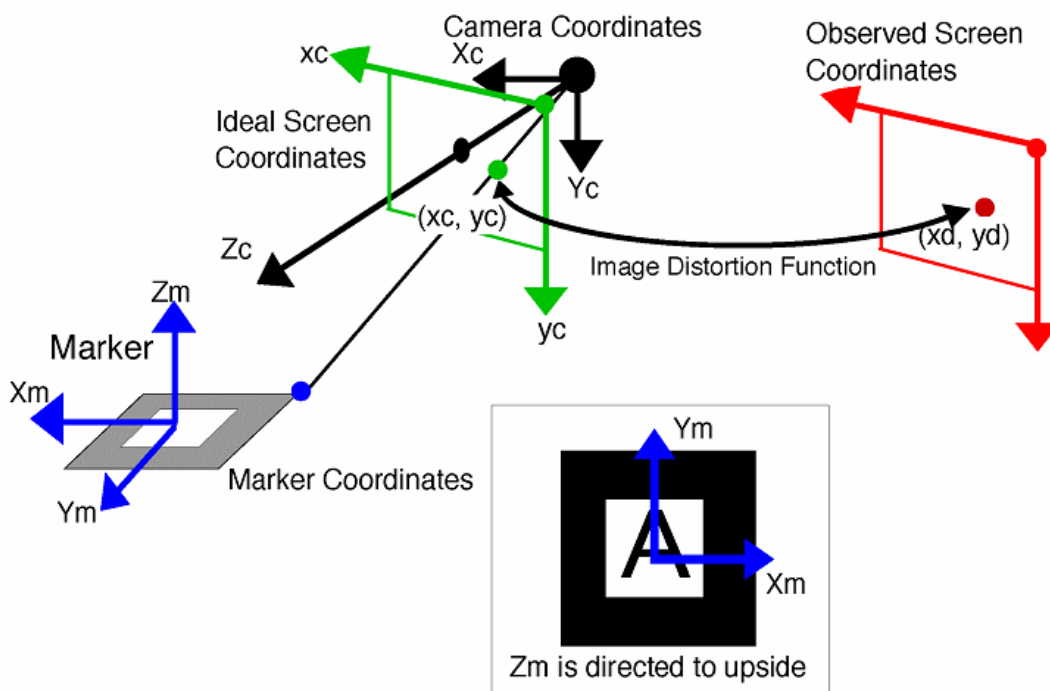 Camera Coordinates
xc
Xc
Observed Screen
Coordinates
Ideal Screen
Coordinates
Yc
(xc, yc)
(xd, yd)
Zc
Image Distortion Function
Zm
yc
Marker
Xm
Marker Coordinates
Ym
Ym
A
Xm
Zm is directed to upside